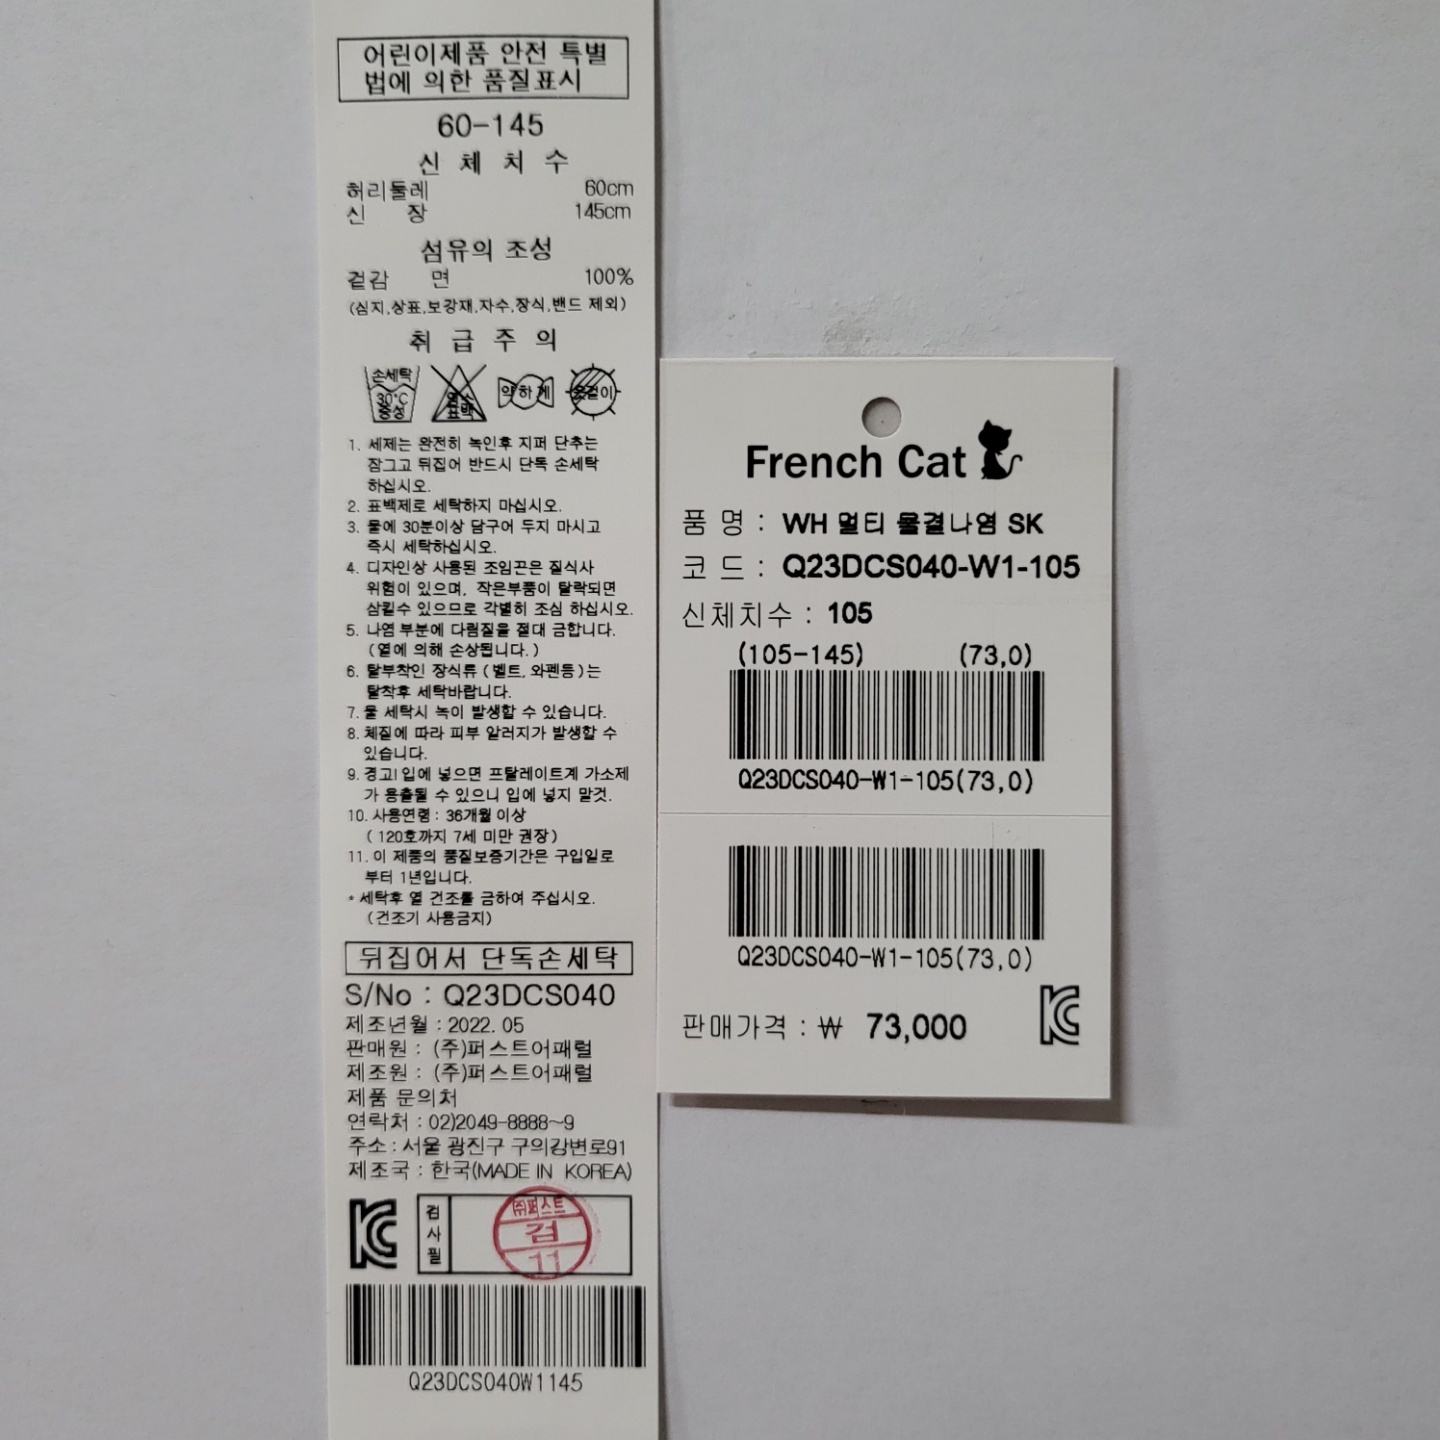 어린이제품 안전 특별
법에 의한 품질표시
60-145
신 체 치 수
허리둘레 60cm
신 장 145cm
섬유의 조성
겉감 면 100%
(심지,상표,보강재,자수,장식,밴드 제외)
취 급 주 의
손세탁
30°C
중성
염소
표백
약하게
옷걸이
1. 세제는 완전히 녹인후 지퍼 단추는
잠그고 뒤집어 반드시 단독 손세탁
하십시오.
2. 표백제로 세탁하지 마십시오.
3. 물에 30분이상 담구어 두지 마시고
즉시 세탁하십시오.
4. 디자인상 사용된 조임끈은 질식사
위험이 있으며, 작은부품이 탈락되면
삼킬수 있으므로 각별히 조심 하십시오.
5. 나염 부분에 다림질을 절대 금합니다.
(열에 의해 손상됩니다.)
6. 탈부착인 장식류 (벨트, 와펜등)는
탈착후 세탁바랍니다.
7. 물 세탁시 녹이 발생할 수 있습니다.
8. 체질에 따라 피부 알러지가 발생할 수
있습니다.
9. 경고! 입에 넣으면 프탈레이트계 가소제
가 용출될 수 있으니 입에 넣지 말것.
10. 사용연령 : 36개월 이상
( 120호까지 7세 미만 권장 )
11. 이 제품의 품질보증기간은 구입일로
부터 1년입니다.
* 세탁후 열 건조를 금하여 주십시오.
(건조기 사용금지)
뒤집어서 단독손세탁
S/No : Q23DCS040
제조년월 : 2022. 05
판매원 : (주)퍼스트어패럴
제조원 : (주)퍼스트어패럴
제품 문의처
연락처 : 02)2049-8888~9
주소 : 서울 광진구 구의강변로91
제조국 : 한국(MADE IN KOREA)
KC
검사필
㈜퍼스트
검
11
Q23DCS040W1145
French Cat
품 명 : WH 멀티 물결나염 SK
코 드 : Q23DCS040-W1-105
신체치수 : 105
(105-145) (73,0)
Q23DCS040-W1-105(73,0)
Q23DCS040-W1-105(73,0)
판매가격 : ₩ 73,000
KC